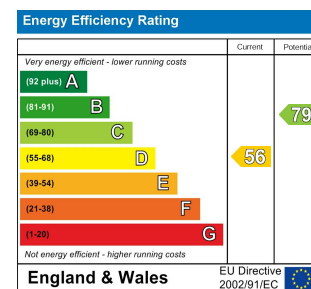 Energy Efficiency Rating
Current Potentia
Very energy efficient - lower running costs
(92 plus) A
(81-91) B
79
(69-80) C
(55-68) D
56
(39-54) E
(21-38) F
(1-20) G
Not energy efficient - higher running costs
England & Wales
EU Directive
2002/91/EC